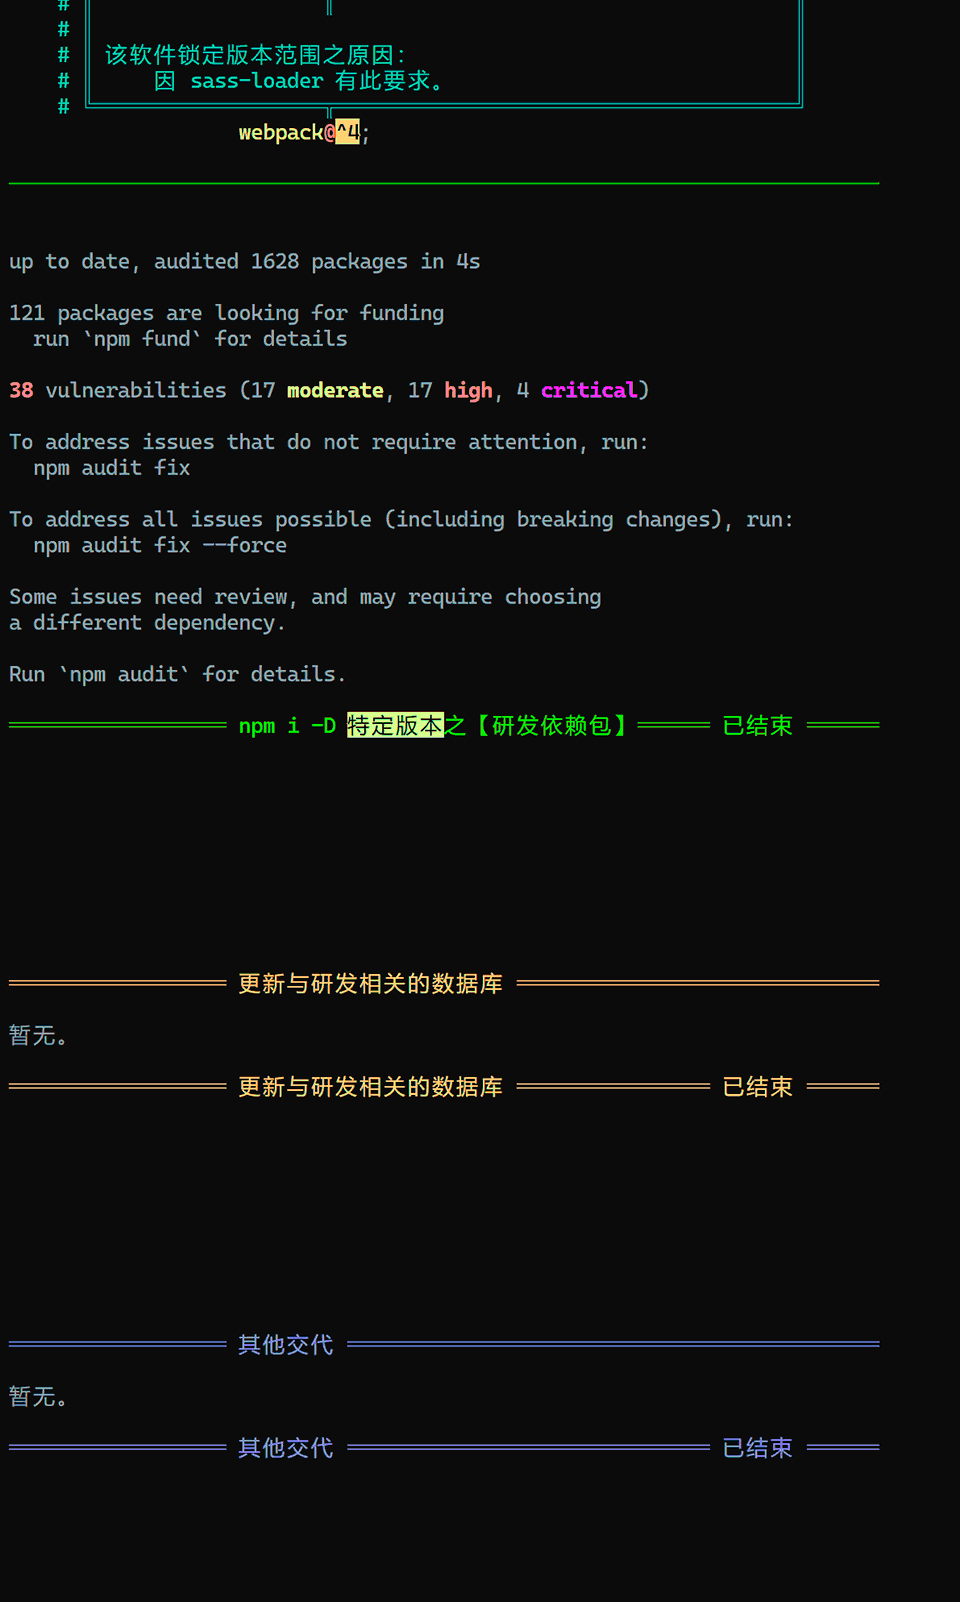 #
#
# 该软件锁定版本范围之原因：
# 因 sass-loader 有此要求。
#
webpack@^4;
up to date, audited 1628 packages in 4s
121 packages are looking for funding
run `npm fund` for details
38 vulnerabilities (17 moderate, 17 high, 4 critical)
To address issues that do not require attention, run:
npm audit fix
To address all issues possible (including breaking changes), run:
npm audit fix --force
Some issues need review, and may require choosing
a different dependency.
Run `npm audit` for details.
npm i -D 特定版本之【研发依赖包】 已结束
更新与研发相关的数据库
暂无。
更新与研发相关的数据库 已结束
其他交代
暂无。
其他交代 已结束